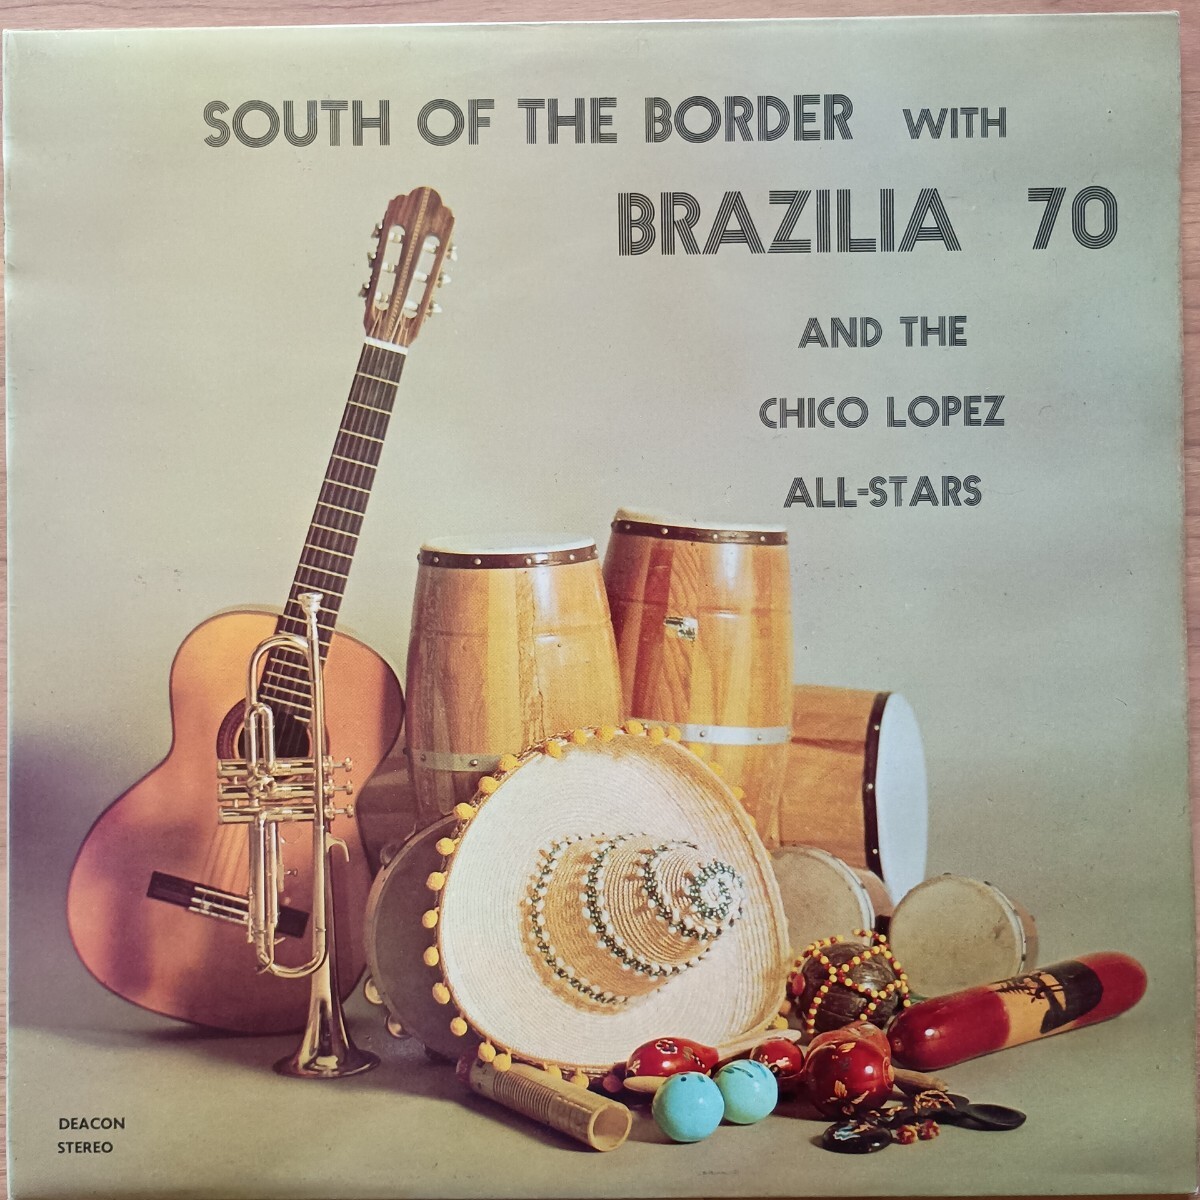 SOUTH OF THE BORDER WITH
BRAZILIA 70
AND THE
CHICO LOPEZ
ALL-STARS
DEACON
STEREO